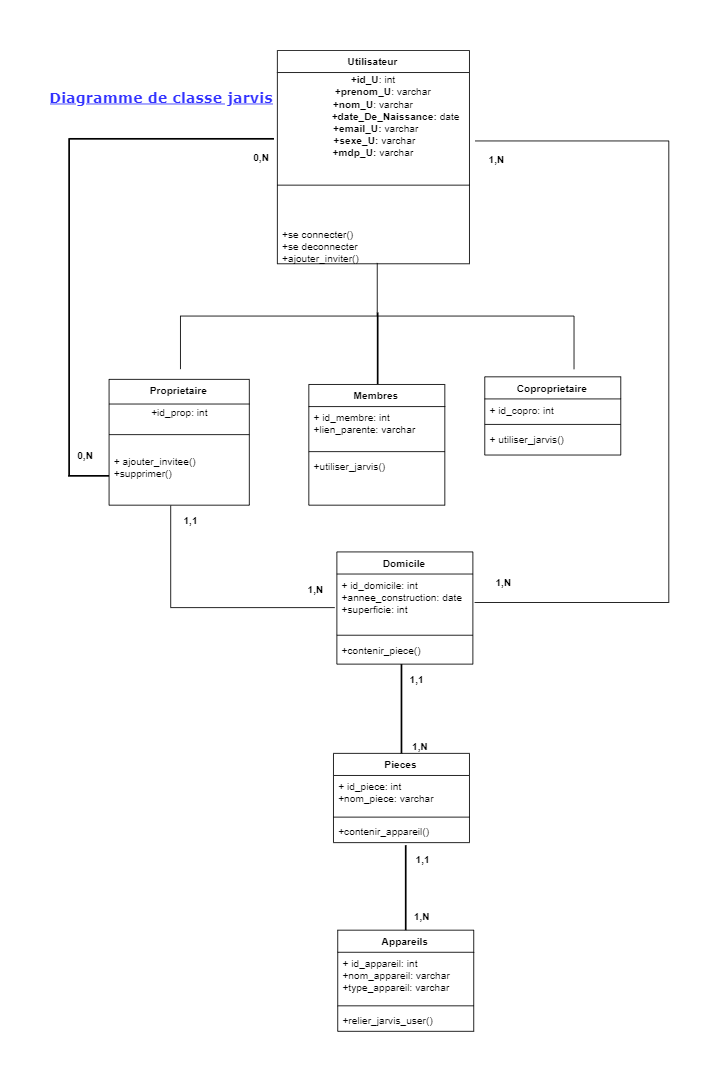 Utilisateur
Diagramme de classe jarvis
+id_U: int
+prenom_U: varchar
+nom_U: varchar
+date_De_Naissance: date
+email_U: varchar
+sexe_U: varchar
+mdp_U: varchar
0,N
1,N
+se connecter()
+se deconnecter
+ajouter_inviter()
Proprietaire
+id_prop: int
+ ajouter_invitee()
+supprimer()
Membres
+ id_membre: int
+lien_parente: varchar
+utiliser_jarvis()
Coproprietaire
+ id_copro: int
+ utiliser_jarvis()
0,N
1,1
Domicile
+ id_domicile: int
+annee_construction: date
+superficie: int
+contenir_piece()
1,N
1,N
1,1
1,N
Pieces
+ id_piece: int
+nom_piece: varchar
+contenir_appareil()
1,1
1,N
Appareils
+ id_appareil: int
+nom_appareil: varchar
+type_appareil: varchar
+relier_jarvis_user()